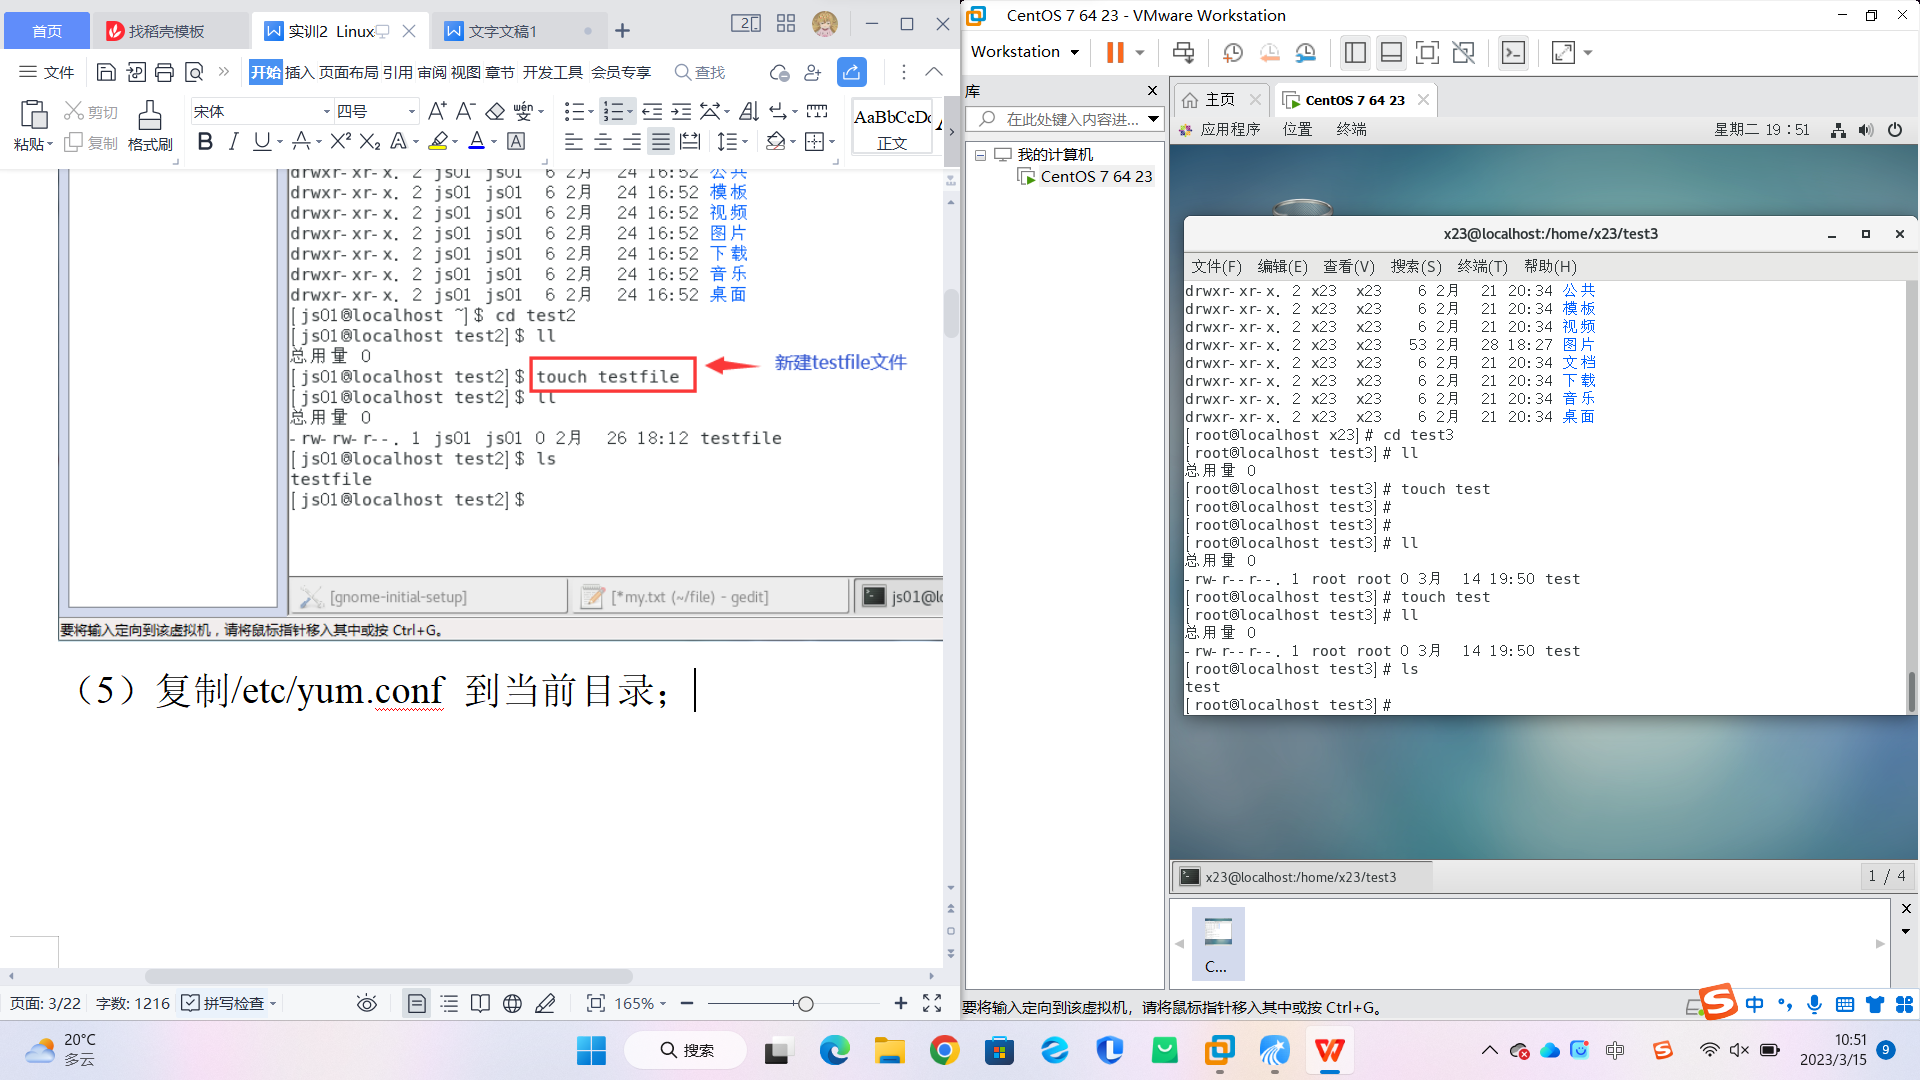 首页
找稻壳模板
实训2 Linux
文字文稿1
文件
开始 插入 页面布局 引用 审阅 视图 章节 开发工具 会员专享
查找
粘贴
剪切
复制
格式刷
宋体
四号
AaBbCcDc
正文
drwxr-xr-x. 2 js01 js01 6 2月 24 16:52 公共
drwxr-xr-x. 2 js01 js01 6 2月 24 16:52 模板
drwxr-xr-x. 2 js01 js01 6 2月 24 16:52 视频
drwxr-xr-x. 2 js01 js01 6 2月 24 16:52 图片
drwxr-xr-x. 2 js01 js01 6 2月 24 16:52 下载
drwxr-xr-x. 2 js01 js01 6 2月 24 16:52 音乐
drwxr-xr-x. 2 js01 js01 6 2月 24 16:52 桌面
[js01@localhost ~]$ cd test2
[js01@localhost test2]$ ll
总用量 0
[js01@localhost test2]$ touch testfile
新建testfile文件
[js01@localhost test2]$ ll
总用量 0
-rw-rw-r--. 1 js01 js01 0 2月 26 18:12 testfile
[js01@localhost test2]$ ls
testfile
[js01@localhost test2]$
[gnome-initial-setup]
[*my.txt (~/file) - gedit]
js01@lo
要将输入定向到该虚拟机，请将鼠标指针移入其中或按 Ctrl+G。
（5）复制/etc/yum.conf 到当前目录；
页面: 3/22 字数: 1216 拼写检查
165%
CentOS 7 64 23 - VMware Workstation
Workstation
库
在此处键入内容进...
我的计算机
CentOS 7 64 23
主页
CentOS 7 64 23
应用程序 位置 终端
星期二 19：51
x23@localhost:/home/x23/test3
文件(F) 编辑(E) 查看(V) 搜索(S) 终端(T) 帮助(H)
drwxr-xr-x. 2 x23 x23 6 2月 21 20:34 公共
drwxr-xr-x. 2 x23 x23 6 2月 21 20:34 模板
drwxr-xr-x. 2 x23 x23 6 2月 21 20:34 视频
drwxr-xr-x. 2 x23 x23 53 2月 28 18:27 图片
drwxr-xr-x. 2 x23 x23 6 2月 21 20:34 文档
drwxr-xr-x. 2 x23 x23 6 2月 21 20:34 下载
drwxr-xr-x. 2 x23 x23 6 2月 21 20:34 音乐
drwxr-xr-x. 2 x23 x23 6 2月 21 20:34 桌面
[root@localhost x23]# cd test3
[root@localhost test3]# ll
总用量 0
[root@localhost test3]# touch test
[root@localhost test3]#
[root@localhost test3]#
[root@localhost test3]# ll
总用量 0
-rw-r--r--. 1 root root 0 3月 14 19:50 test
[root@localhost test3]# touch test
[root@localhost test3]# ll
总用量 0
-rw-r--r--. 1 root root 0 3月 14 19:50 test
[root@localhost test3]# ls
test
[root@localhost test3]#
x23@localhost:/home/x23/test3
1 / 4
C...
要将输入定向到该虚拟机，请将鼠标指针移入其中或按 Ctrl+G。
中
20°C
多云
搜索
中
10:51
2023/3/15
9